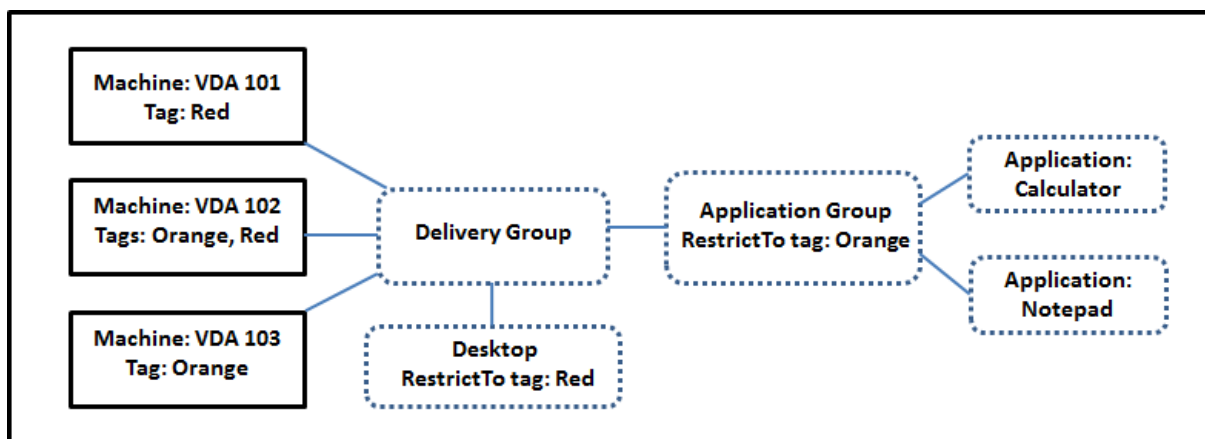 Machine: VDA 101
Tag: Red
Machine: VDA 102
Tags: Orange, Red
Machine: VDA 103
Tag: Orange
Delivery Group
Desktop
RestrictTo tag: Red
Application Group
RestrictTo tag: Orange
Application:
Calculator
Application:
Notepad